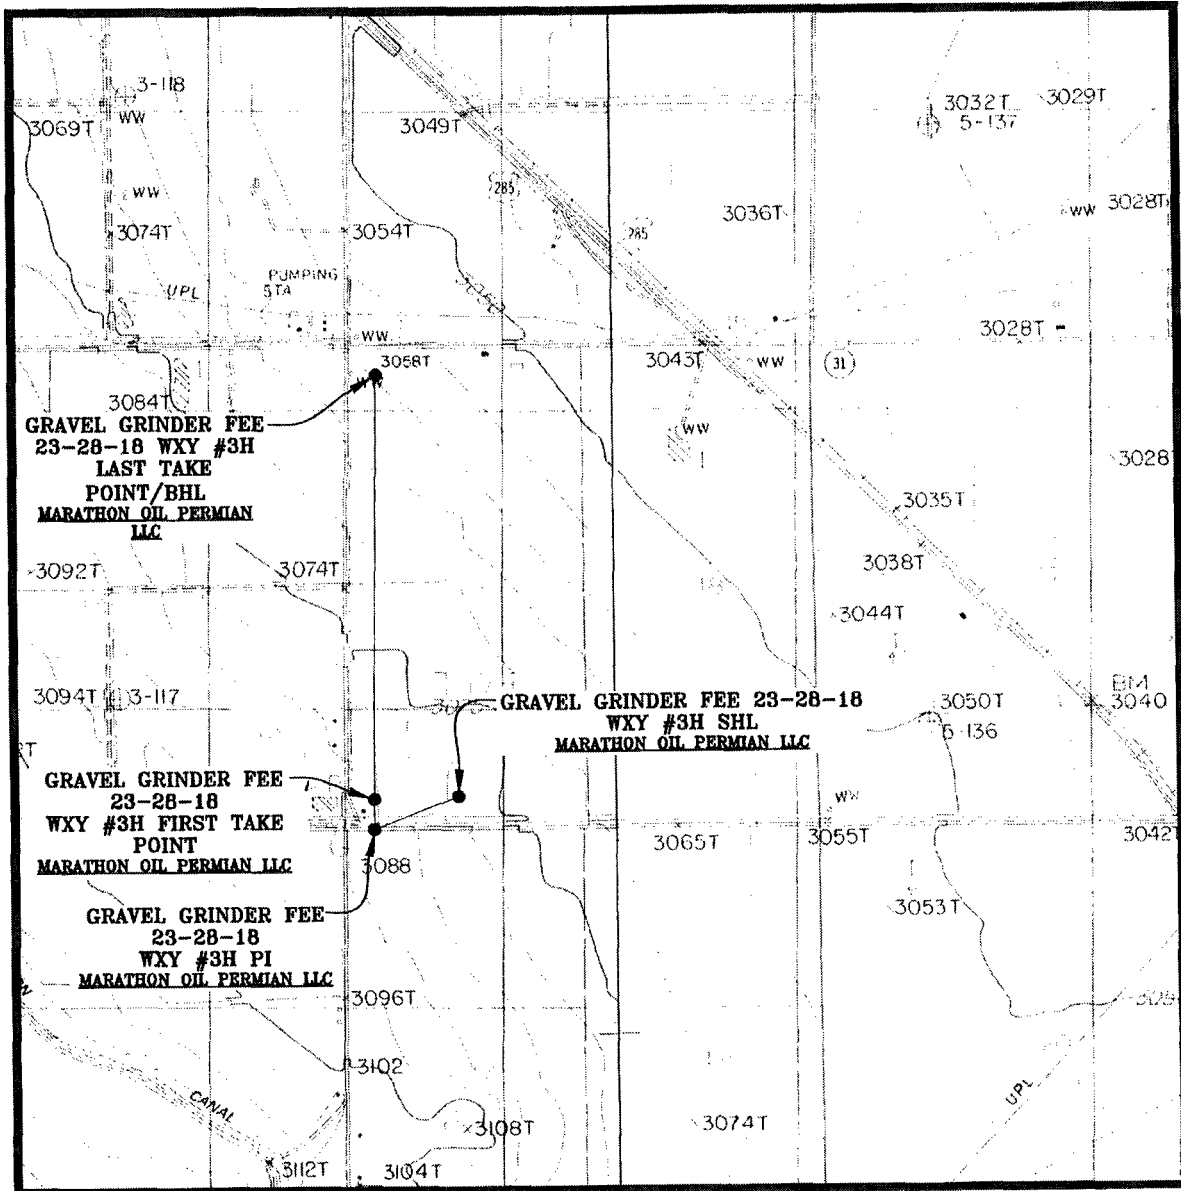 3-118
WW
3069T
3049T
3032T
3029T
5-137
WW
285
3036T
WW
3028T
3074T
3054T
285
PUMPING
STA
UPL
WW
3058T
3043T
WW
31
3028T
3084T
GRAVEL GRINDER FEE
23-28-18 WXY #3H
LAST TAKE
POINT/BHL
MARATHON OIL PERMIAN
LLC
WW
3028
3035T
3038T
3092T
3074T
3044T
3094T
3-117
GRAVEL GRINDER FEE 23-28-18
WXY #3H SHL
MARATHON OIL PERMIAN LLC
3050T
5-136
BM
3040
GRAVEL GRINDER FEE
23-28-18
WXY #3H FIRST TAKE
POINT
MARATHON OIL PERMIAN LLC
WW
3065T
3055T
3042T
3088
GRAVEL GRINDER FEE
23-28-18
WXY #3H PI
MARATHON OIL PERMIAN LLC
3053T
3096T
3102
CANAL
UPL
3108T
3074T
3112T
3104T